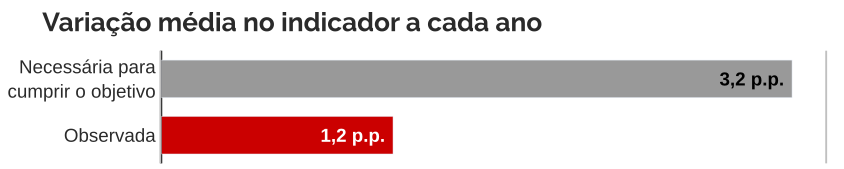 Variação média no indicador a cada ano
Necessária para
cumprir o objetivo
3,2 p.p.
Observada
1,2 p.p.